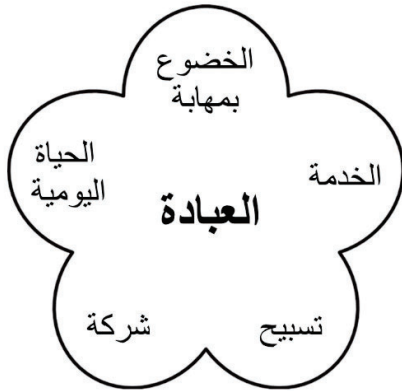 الخضوع
بمهابة
الخدمة
الحياة
اليومية
العبادة
تسبيح
شركة